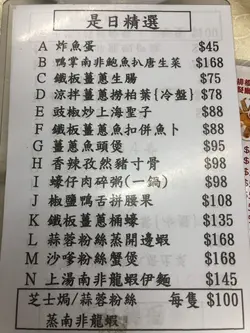 是日精選
A 炸魚蛋 $45
B 鴨掌南非鮑魚扒唐生菜 $168
C 鐵板薑蔥生腸 $75
D 涼拌薑蔥撈柏葉{冷盤} $78
E 豉椒炒上海聖子 $88
F 鐵板薑蔥魚扣併魚卜 $88
G 薑蔥魚頭煲 $95
H 香辣孜然豬寸骨 $98
I 蠔仔肉碎粥(一鍋) $98
J 椒鹽鴨舌拼腰果 $108
K 鐵板薑蔥桶蠔 $135
L 蒜蓉粉絲蒸開邊蝦 $168
M 沙嗲粉絲蟹煲 $168
N 上湯南非龍蝦伊麵 $145
芝士焗/蒜蓉粉絲 每隻 $100
蒸南非龍蝦